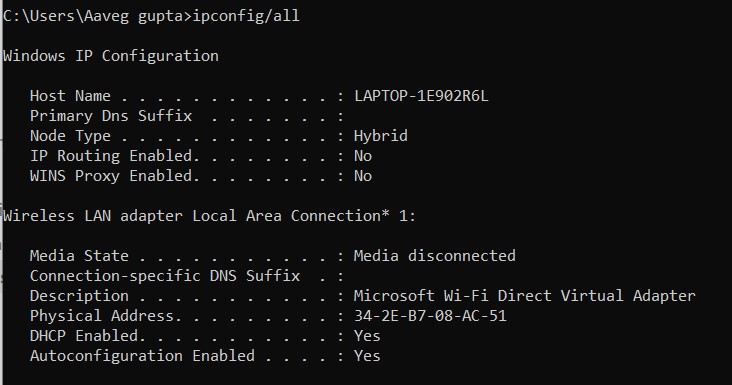 C:\Users\Aaveg gupta>ipconfig/all
Windows IP Configuration
Host Name . . . . . . . . . . . . : LAPTOP-1E902R6L
Primary Dns Suffix  . . . . . . . :
Node Type . . . . . . . . . . . . : Hybrid
IP Routing Enabled. . . . . . . . : No
WINS Proxy Enabled. . . . . . . . : No
Wireless LAN adapter Local Area Connection* 1:
Media State . . . . . . . . . . . : Media disconnected
Connection-specific DNS Suffix  . :
Description . . . . . . . . . . . : Microsoft Wi-Fi Direct Virtual Adapter
Physical Address. . . . . . . . . : 34-2E-B7-08-AC-51
DHCP Enabled. . . . . . . . . . . : Yes
Autoconfiguration Enabled . . . . : Yes